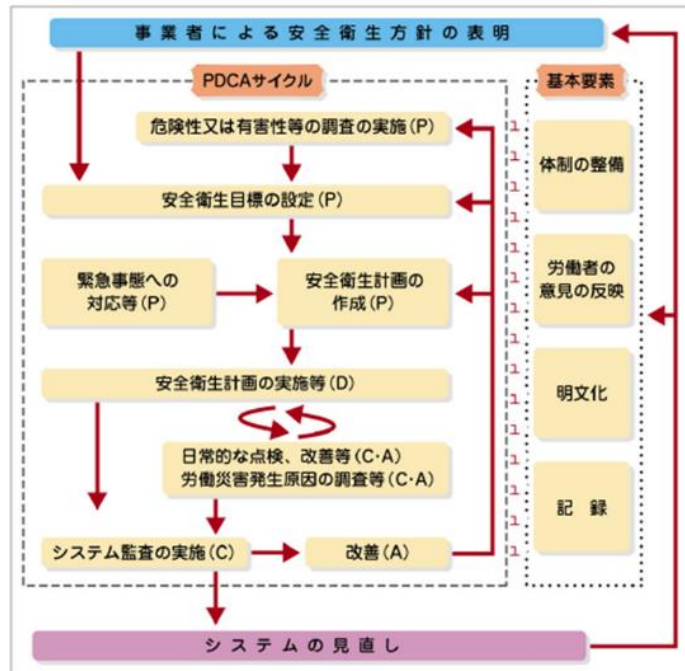 事業者による安全衛生方針の表明
PDCAサイクル
危険性又は有害性等の調査の実施(P)
安全衛生目標の設定(P)
緊急事態への
対応等(P)
安全衛生計画の
作成(P)
安全衛生計画の実施等(D)
日常的な点検、改善等(C・A)
労働災害発生原因の調査等(C・A)
システム監査の実施(C)
改善(A)
基本要素
体制の整備
労働者の
意見の反映
明文化
記 録
システムの見直し